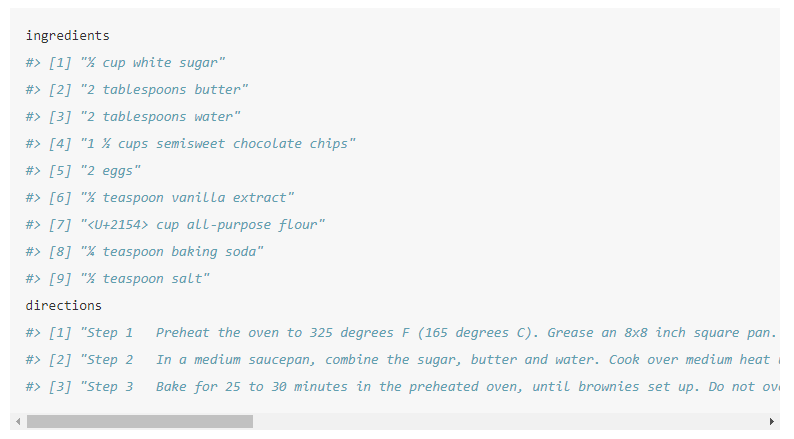 ingredients
#> [1] "½ cup white sugar"
#> [2] "2 tablespoons butter"
#> [3] "2 tablespoons water"
#> [4] "1 ½ cups semisweet chocolate chips"
#> [5] "2 eggs"
#> [6] "½ teaspoon vanilla extract"
#> [7] "<U+2154> cup all-purpose flour"
#> [8] "¼ teaspoon baking soda"
#> [9] "½ teaspoon salt"
directions
#> [1] "Step 1   Preheat the oven to 325 degrees F (165 degrees C). Grease an 8x8 inch square pan.
#> [2] "Step 2   In a medium saucepan, combine the sugar, butter and water. Cook over medium heat
#> [3] "Step 3   Bake for 25 to 30 minutes in the preheated oven, until brownies set up. Do not